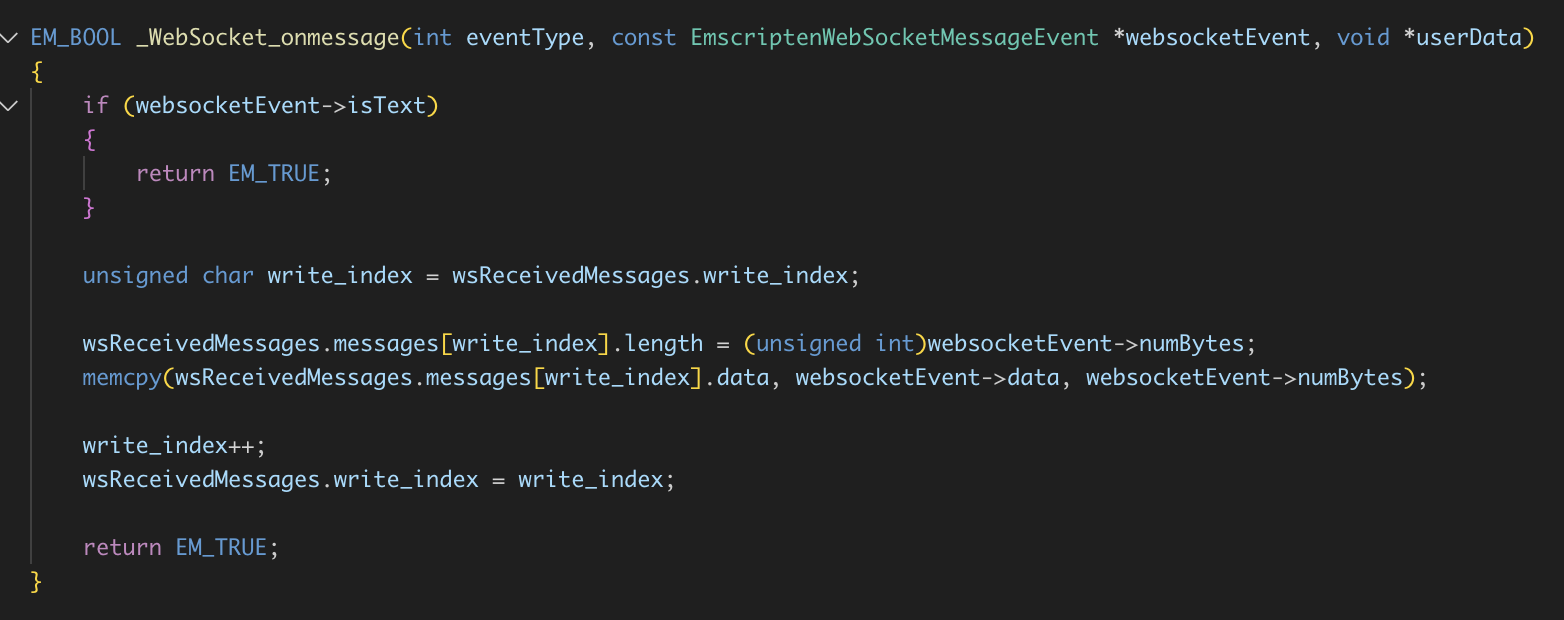 EM_BOOL _WebSocket_onmessage(int eventType, const EmscriptenWebSocketMessageEvent *websocketEvent, void *userData)
{
    if (websocketEvent->isText)
    {
        return EM_TRUE;
    }

    unsigned char write_index = wsReceivedMessages.write_index;

    wsReceivedMessages.messages[write_index].length = (unsigned int)websocketEvent->numBytes;
    memcpy(wsReceivedMessages.messages[write_index].data, websocketEvent->data, websocketEvent->numBytes);

    write_index++;
    wsReceivedMessages.write_index = write_index;

    return EM_TRUE;
}